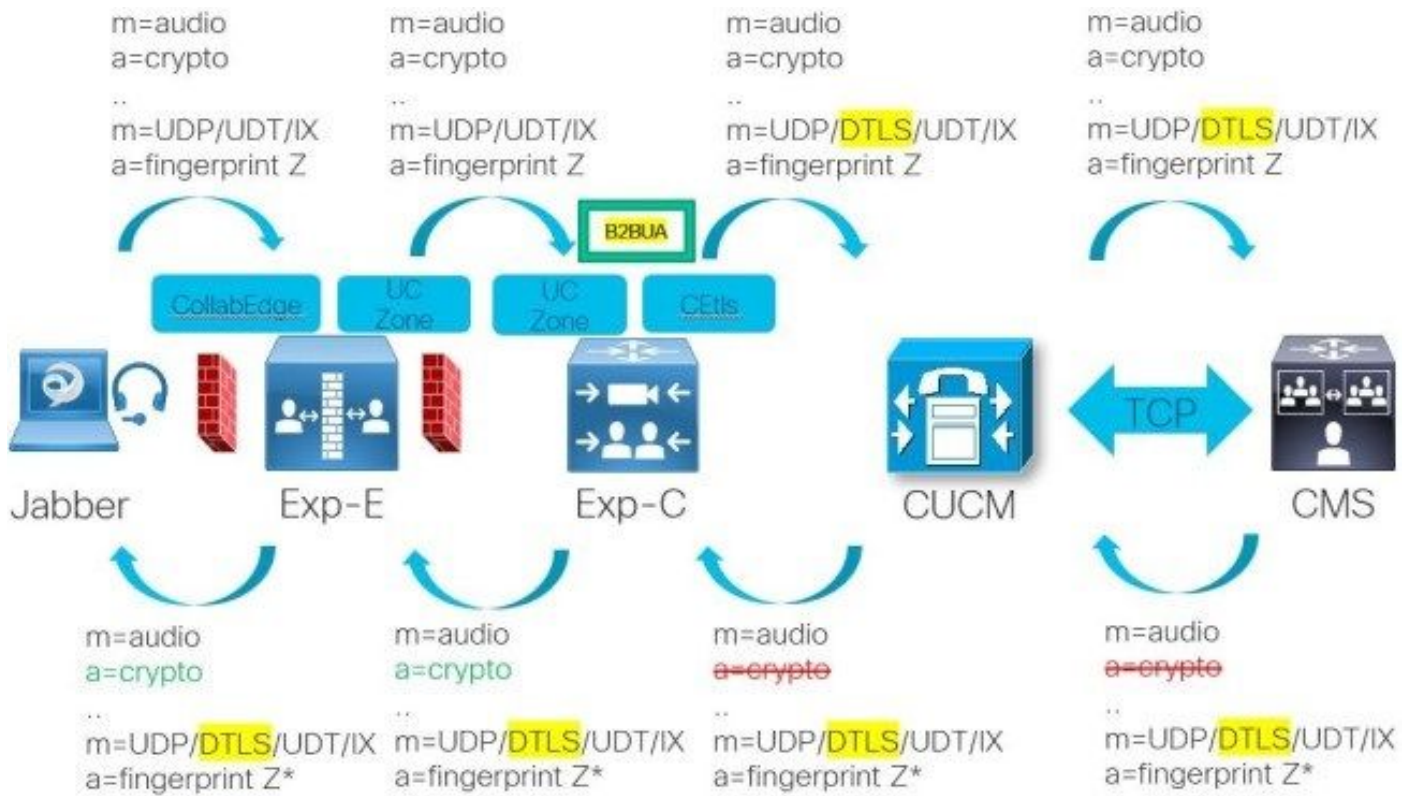 m=audio
a=crypto
..
m=UDP/UDT/IX
a=fingerprint Z
m=audio
a=crypto
..
m=UDP/UDT/IX
a=fingerprint Z
m=audio
a=crypto
..
m=UDP/DTLS/UDT/IX
a=fingerprint Z
m=audio
a=crypto
..
m=UDP/DTLS/UDT/IX
a=fingerprint Z
B2BUA
CollabEdge
UC
Zone
UC
Zone
CEtls
TCP
Jabber
Exp-E
Exp-C
CUCM
CMS
m=audio
a=crypto
..
m=UDP/DTLS/UDT/IX
a=fingerprint Z*
m=audio
a=crypto
..
m=UDP/DTLS/UDT/IX
a=fingerprint Z*
m=audio
a=crypto
..
m=UDP/DTLS/UDT/IX
a=fingerprint Z*
m=audio
a=crypto
..
m=UDP/DTLS/UDT/IX
a=fingerprint Z*